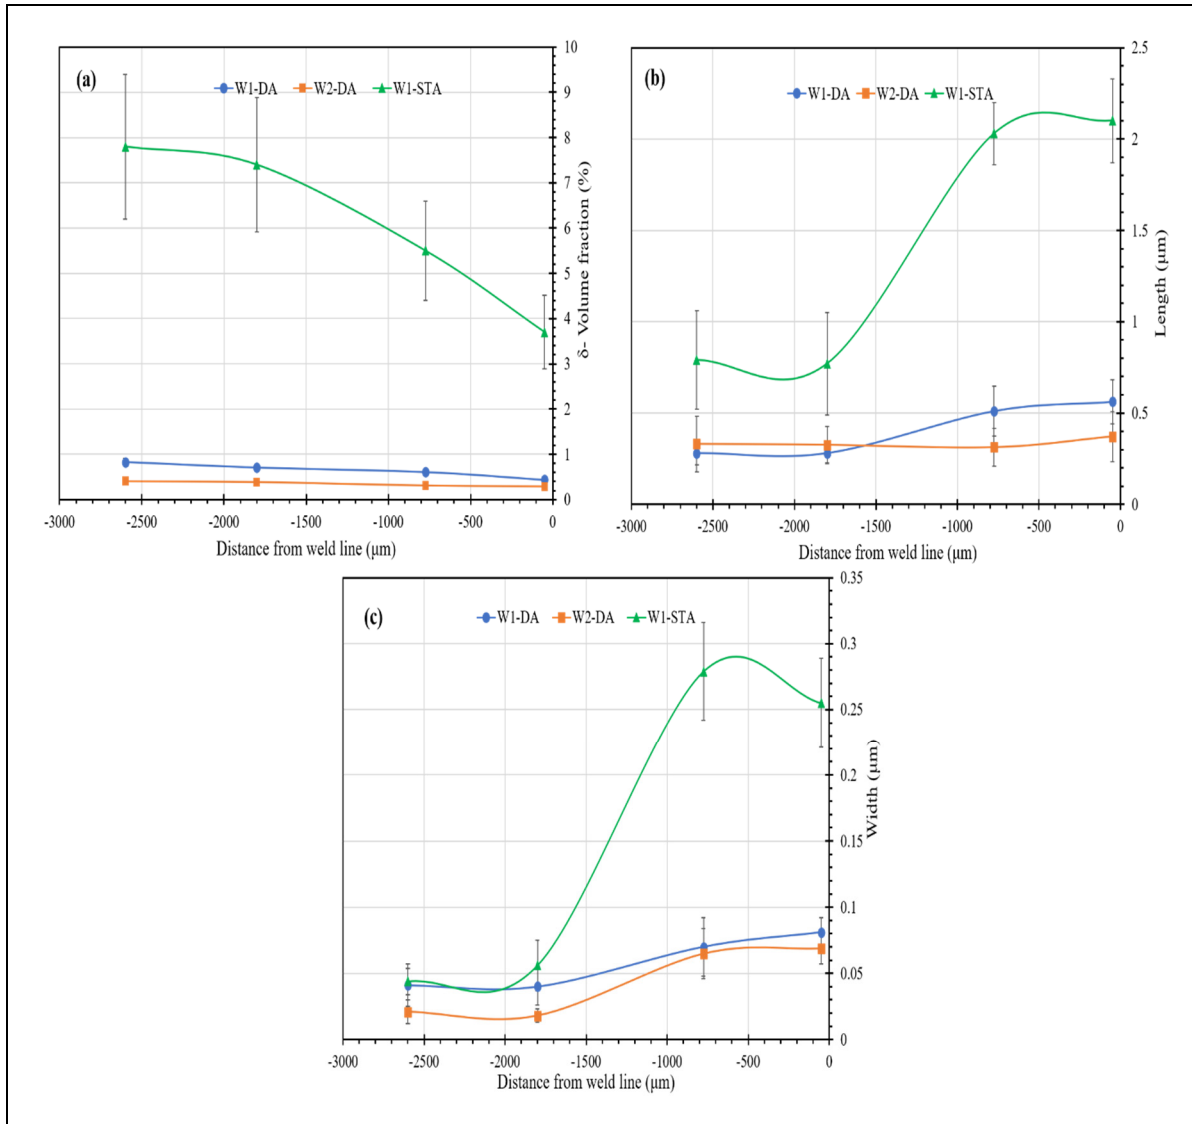 (a)
W1-DA W2-DA W1-STA
10
9
8
7
6
5
4
3
2
1
0
δ- Volume fraction (%)
-3000 -2500 -2000 -1500 -1000 -500 0
Distance from weld line (μm)
(b)
W1-DA W2-DA W1-STA
2.5
2
1.5
1
0.5
0
Length (μm)
-3000 -2500 -2000 -1500 -1000 -500 0
Distance from weld line (μm)
(c)
W1-DA W2-DA W1-STA
0.35
0.3
0.25
0.2
0.15
0.1
0.05
0
Width (μm)
-3000 -2500 -2000 -1500 -1000 -500 0
Distance from weld line (μm)